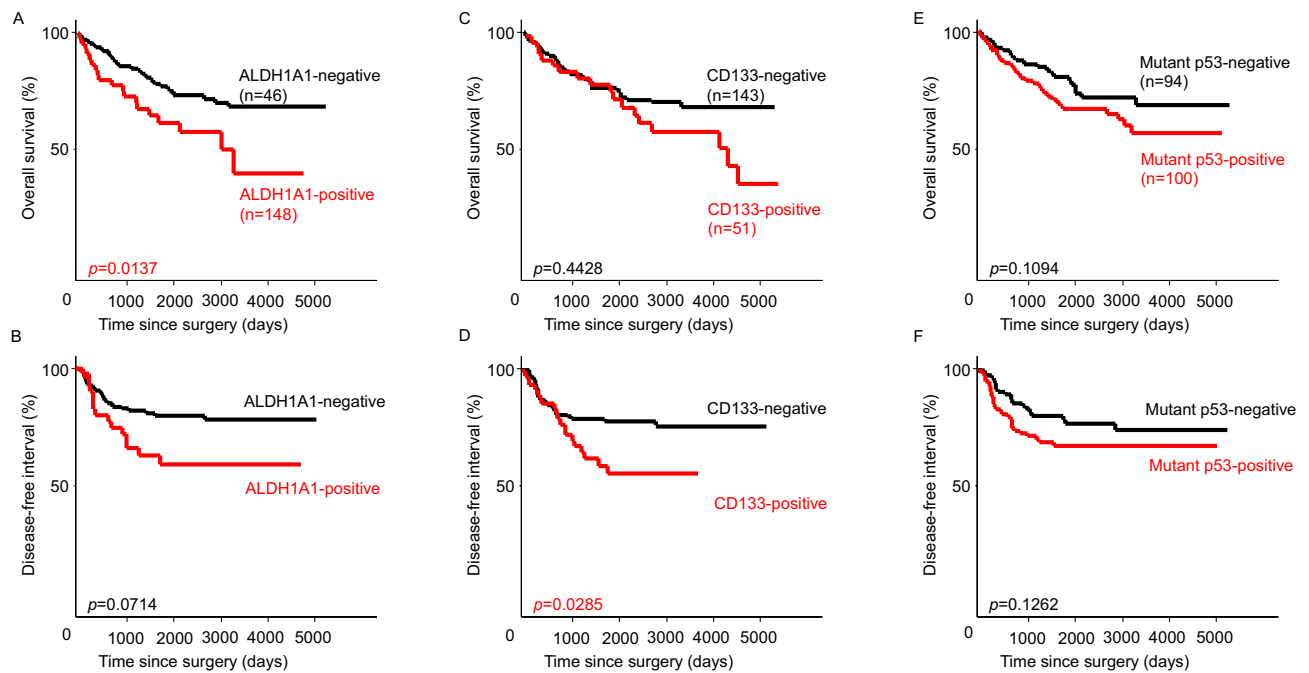 A
Overall survival (%)
100
50
0
ALDH1A1-negative
(n=46)
ALDH1A1-positive
(n=148)
p=0.0137
1000 2000 3000 4000 5000
Time since surgery (days)
C
Overall survival (%)
100
50
0
CD133-negative
(n=143)
CD133-positive
(n=51)
p=0.4428
1000 2000 3000 4000 5000
Time since surgery (days)
E
Overall survival (%)
100
50
0
Mutant p53-negative
(n=94)
Mutant p53-positive
(n=100)
p=0.1094
1000 2000 3000 4000 5000
Time since surgery (days)
B
Disease-free interval (%)
100
50
0
ALDH1A1-negative
ALDH1A1-positive
p=0.0714
1000 2000 3000 4000 5000
Time since surgery (days)
D
Disease-free interval (%)
100
50
0
CD133-negative
CD133-positive
p=0.0285
1000 2000 3000 4000 5000
Time since surgery (days)
F
Disease-free interval (%)
100
50
0
Mutant p53-negative
Mutant p53-positive
p=0.1262
1000 2000 3000 4000 5000
Time since surgery (days)